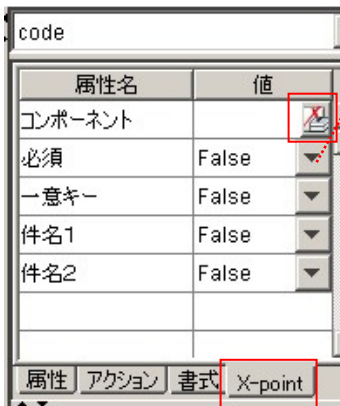 code
属性名 値
コンポーネント
必須 False
一意キー False
件名1 False
件名2 False
属性 アクション 書式 X-point